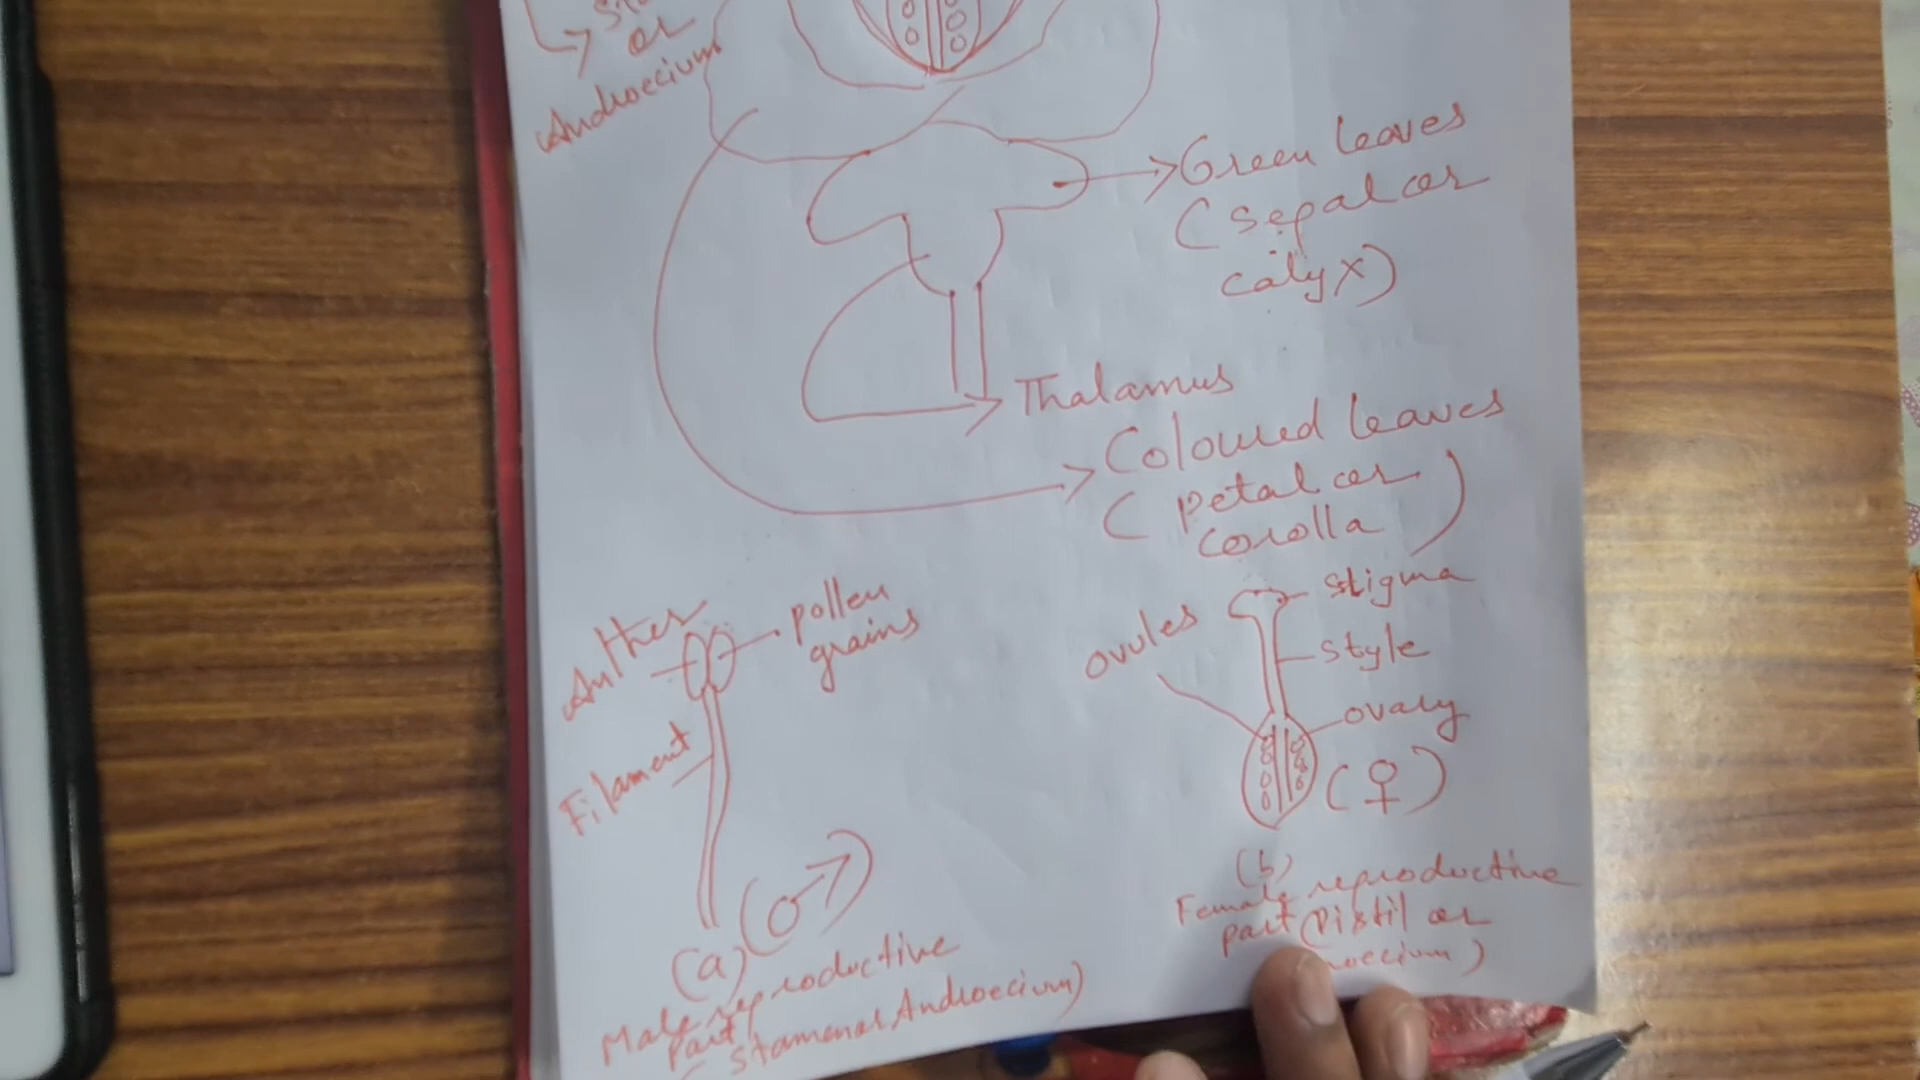 or
Androecium
Green leaves
(sepal or
calyx)
Thalamus
Coloured leaves
(petal or
corolla)
Anther
pollen
grains
Filament
ovules
stigma
style
ovary
(♀)
(♂)
(a)
Male reproductive
part
(stamen or Androecium)
(b)
Female reproductive
part (Pistil or